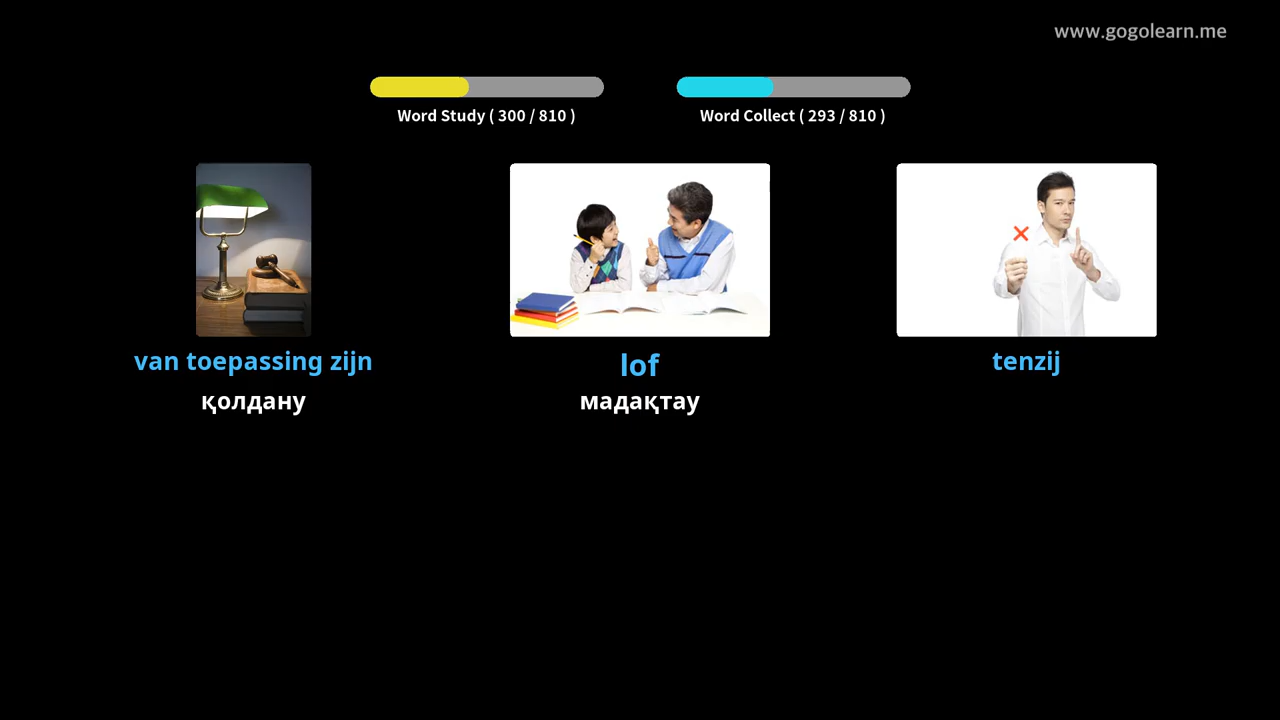 www.gogolearn.me
Word Study ( 300 / 810 )
Word Collect ( 293 / 810 )
van toepassing zijn
lof
tenzij
қолдану
мадақтау